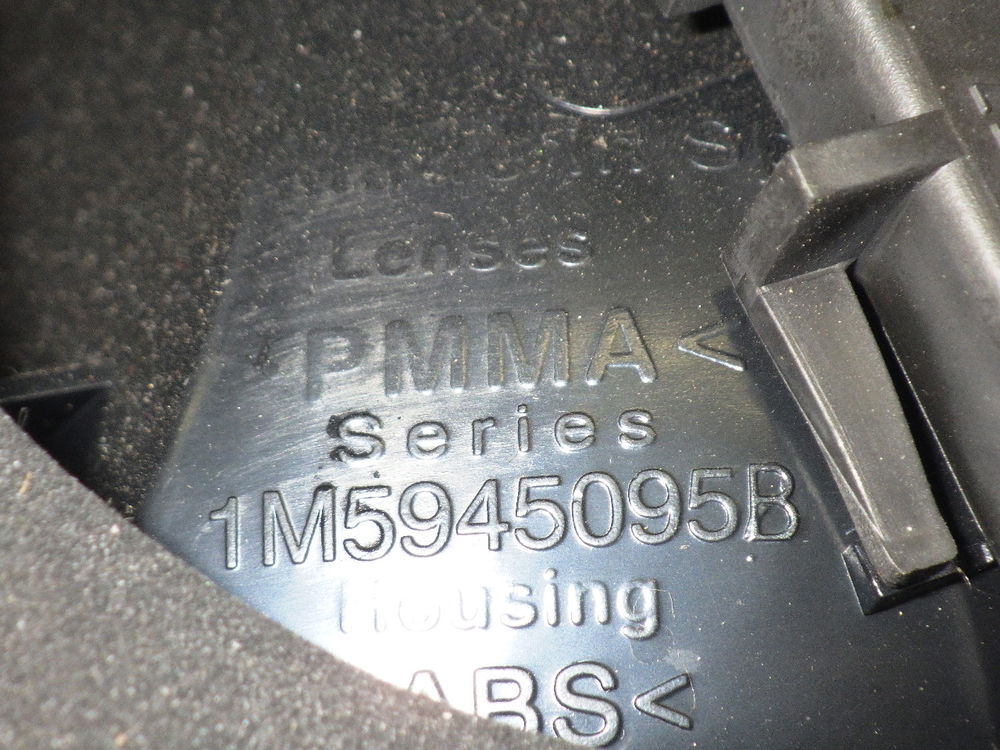 Lenses
PMMA<
Series
1M5945095B
Housing
ABS<